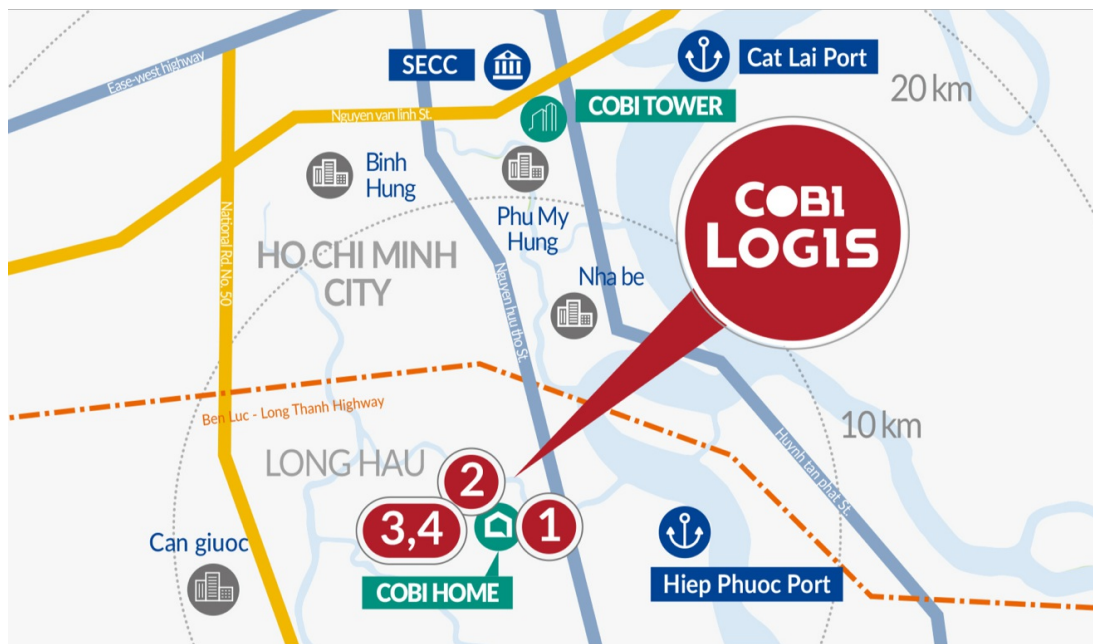 Ease-west highway
SECC
Cat Lai Port
20 km
Nguyen van linh St.
COBI TOWER
Binh
Hung
COBI
LOGIS
National Rd. No. 50
Phu My
Hung
HO CHI MINH
CITY
Nha be
Nguyen huu tho St.
Ben Luc - Long Thanh Highway
10 km
Huynh tan phat St.
LONG HAU
2
3,4
1
Can giuoc
COBI HOME
Hiep Phuoc Port